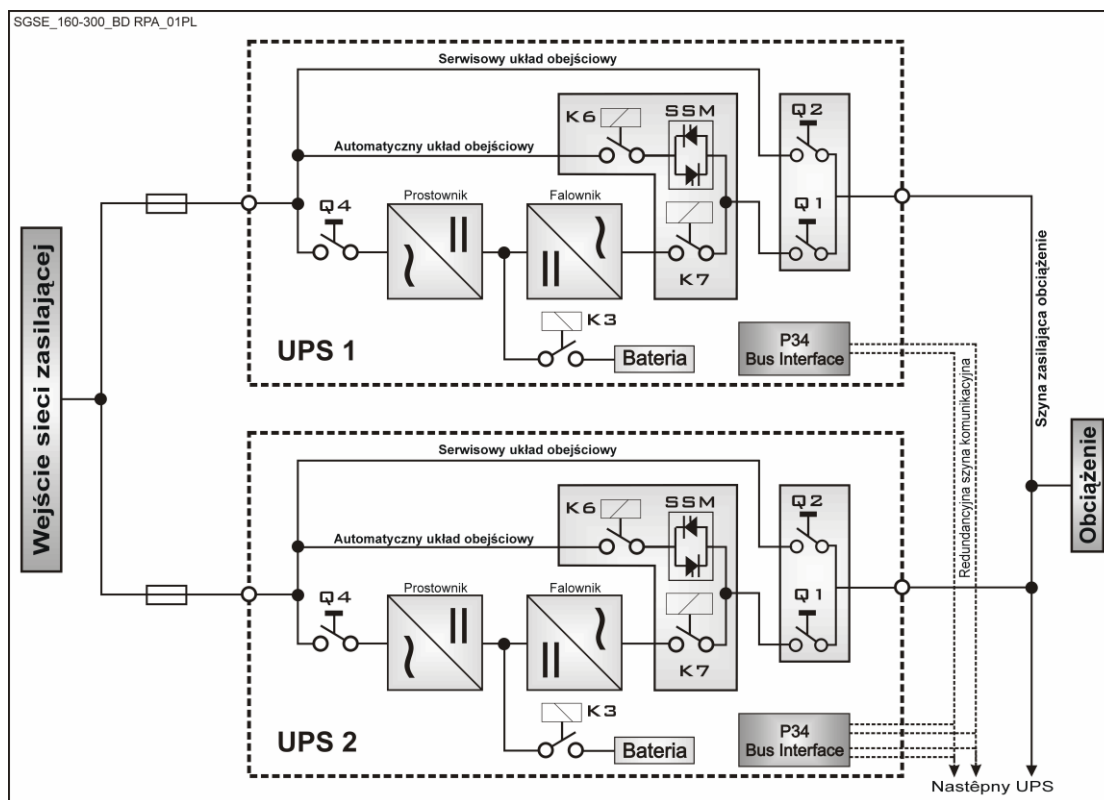 SGSE_160-300_BD RPA_01PL
Wejście sieci zasilającej
Serwisowy układ obejściowy
Automatyczny układ obejściowy
K6
SSM
Q2
Q4
Prostownik
Falownik
Q1
K7
K3
Bateria
UPS 1
P34
Bus Interface
Serwisowy układ obejściowy
Automatyczny układ obejściowy
K6
SSM
Q2
Q4
Prostownik
Falownik
Q1
K7
K3
Bateria
UPS 2
P34
Bus Interface
Redundancyjna szyna komunikacyjna
Szyna zasilająca obciążenie
Obciążenie
Nastêpny UPS